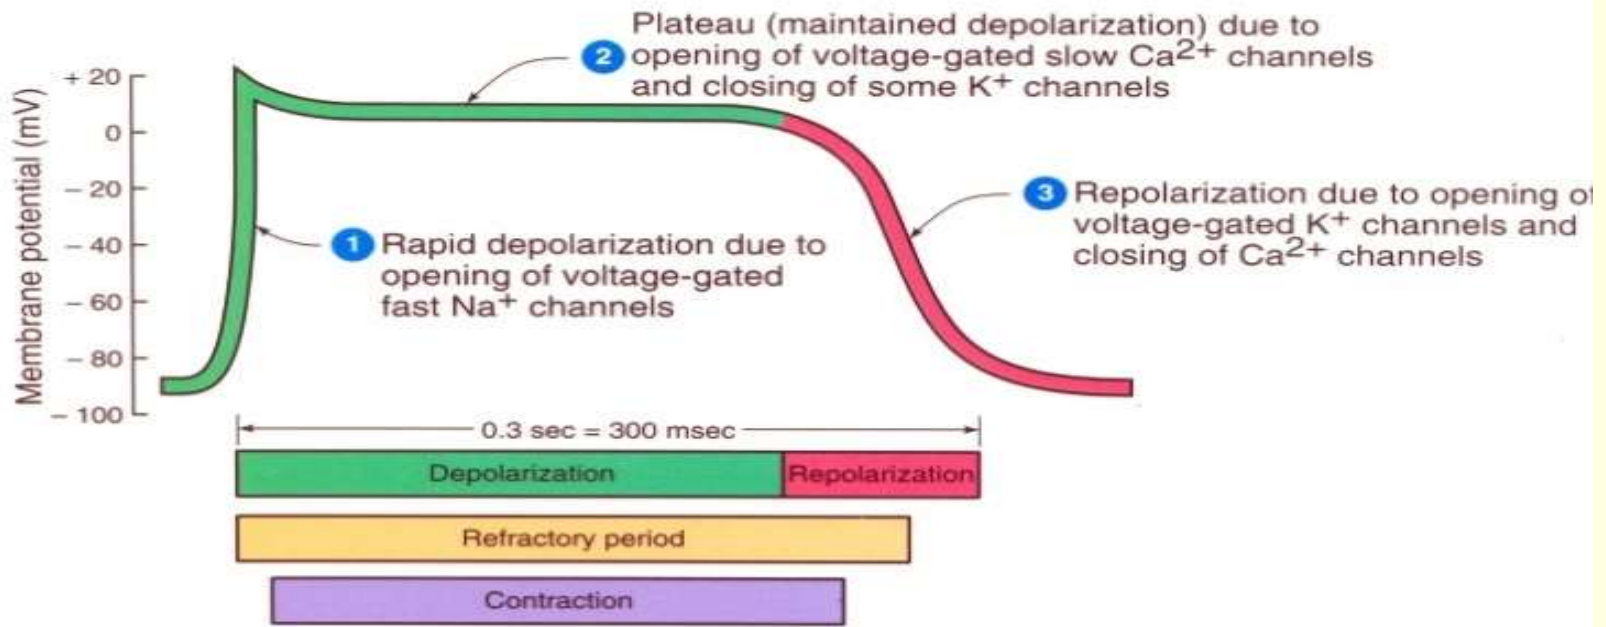 Plateau (maintained depolarization) due to
2 opening of voltage-gated slow Ca2+ channels
and closing of some K+ channels
Membrane potential (mV)
+ 20
0
– 20
– 40
– 60
– 80
– 100
1 Rapid depolarization due to
opening of voltage-gated
fast Na+ channels
3 Repolarization due to opening of
voltage-gated K+ channels and
closing of Ca2+ channels
0.3 sec = 300 msec
Depolarization
Repolarization
Refractory period
Contraction